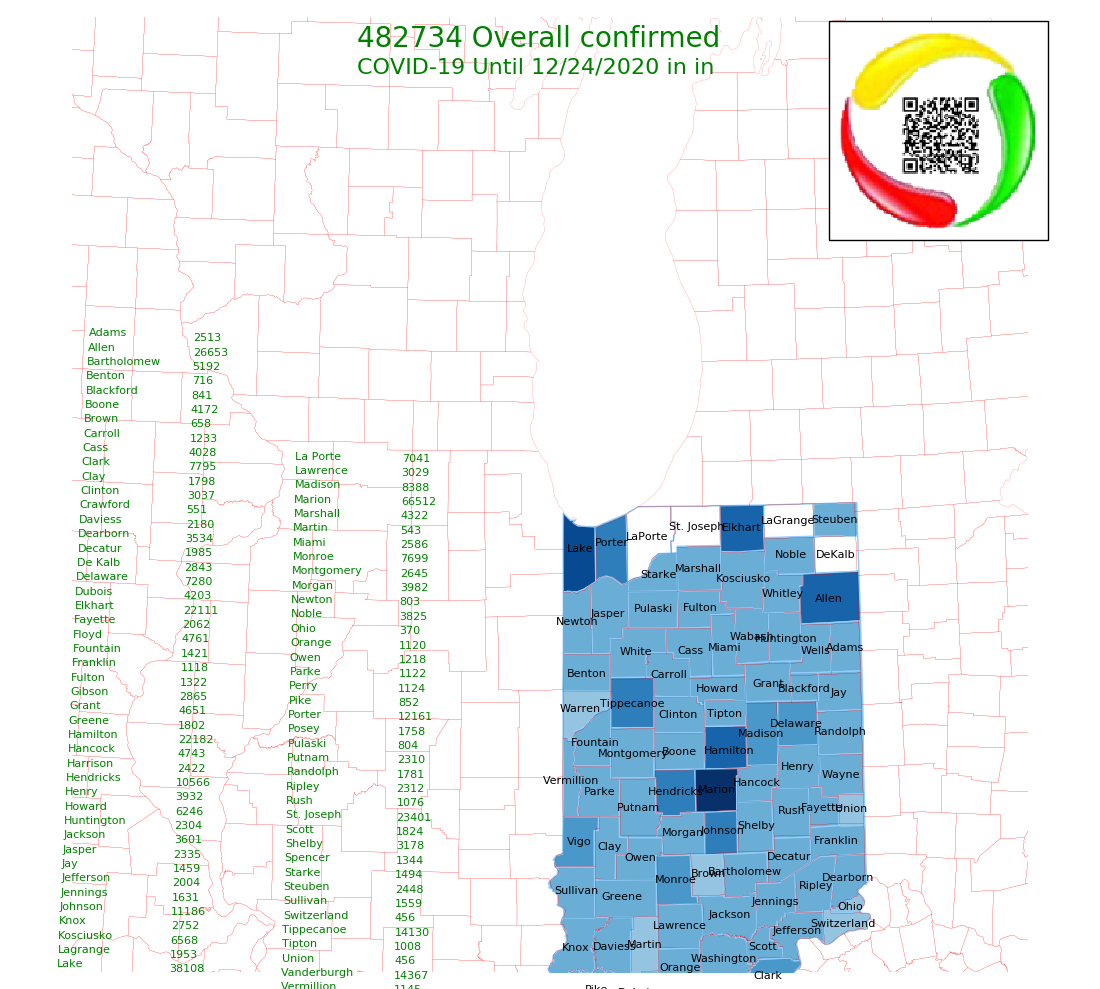 482734 Overall confirmed
COVID-19 Until 12/24/2020 in in
Adams 2513
Allen 26653
Bartholomew 5192
Benton 716
Blackford 841
Boone 4172
Brown 658
Carroll 1233
Cass 4028
Clark 7795
Clay 1798
Clinton 3037
Crawford 551
Daviess 2180
Dearborn 3534
Decatur 1985
De Kalb 2843
Delaware 7280
Dubois 4203
Elkhart 22111
Fayette 2062
Floyd 4761
Fountain 1421
Franklin 1118
Fulton 1322
Gibson 2865
Grant 4651
Greene 1802
Hamilton 22182
Hancock 4743
Harrison 2422
Hendricks 10566
Henry 3932
Howard 6246
Huntington 2304
Jackson 3601
Jasper 2335
Jay 1459
Jefferson 2004
Jennings 1631
Johnson 11186
Knox 2752
Kosciusko 6568
Lagrange 1953
Lake 38108
La Porte 7041
Lawrence 3029
Madison 8388
Marion 66512
Marshall 4322
Martin 543
Miami 2586
Monroe 7699
Montgomery 2645
Morgan 3982
Newton 803
Noble 3825
Ohio 370
Orange 1120
Owen 1218
Parke 1122
Perry 1124
Pike 852
Porter 12161
Posey 1758
Pulaski 804
Putnam 2310
Randolph 1781
Ripley 2312
Rush 1076
St. Joseph 23401
Scott 1824
Shelby 3178
Spencer 1344
Starke 1494
Steuben 2448
Sullivan 1559
Switzerland 456
Tippecanoe 14130
Tipton 1008
Union 456
Vanderburgh 14367
Vermillion 1145
Lake Porter LaPorte St. Joseph Elkhart LaGrange Steuben
Noble DeKalb
Starke Marshall Kosciusko
Whitley Allen
Newton Jasper Pulaski Fulton
White Cass Miami Wabash Huntington Wells Adams
Benton Carroll Howard Grant Blackford Jay
Warren Tippecanoe Clinton Tipton Madison Delaware Randolph
Fountain Montgomery Boone Hamilton
Vermillion Parke Hendricks Marion Hancock Henry Wayne
Putnam Rush Fayette Union
Vigo Clay Morgan Johnson Shelby Franklin
Owen Decatur
Sullivan Greene Monroe Brown Bartholomew Ripley Dearborn
Jennings Ohio
Lawrence Jackson Jefferson Switzerland
Knox Daviess Martin Scott
Orange Washington
Clark
Pike